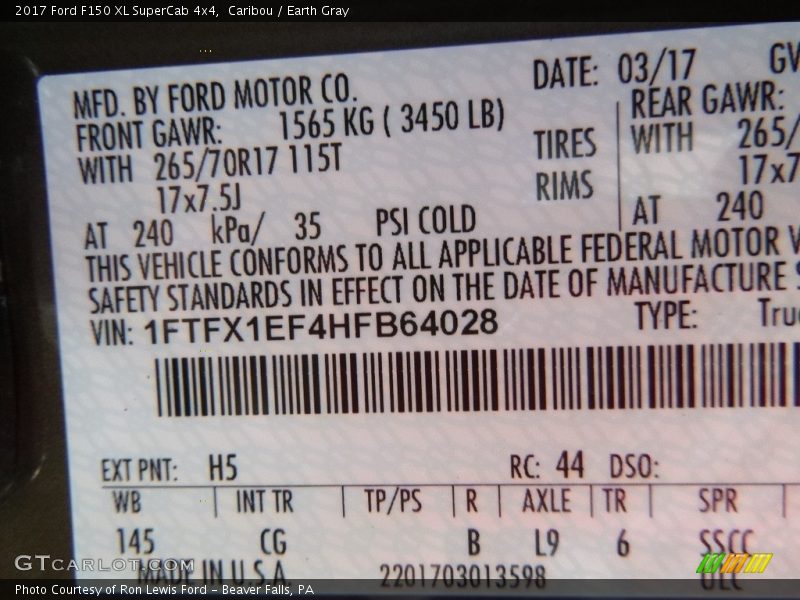 2017 Ford F150 XL SuperCab 4x4,  Caribou / Earth Gray
MFD. BY FORD MOTOR CO.
DATE: 03/17
FRONT GAWR: 1565 KG ( 3450 LB)
REAR GAWR:
WITH 265/70R17 115T
TIRES
WITH 265/
17x7.5J
RIMS
AT 240 kPa/ 35 PSI COLD
AT 240
THIS VEHICLE CONFORMS TO ALL APPLICABLE FEDERAL MOTOR
SAFETY STANDARDS IN EFFECT ON THE DATE OF MANUFACTURE
VIN: 1FTFX1EF4HFB64028
TYPE:
EXT PNT: H5 RC: 44 DSO:
WB INT TR TP/PS R AXLE TR SPR
145 CG B L9 6 SSCC
MADE IN U.S.A.
2201703013598
GTCARLOT.COM
Photo Courtesy of Ron Lewis Ford – Beaver Falls, PA